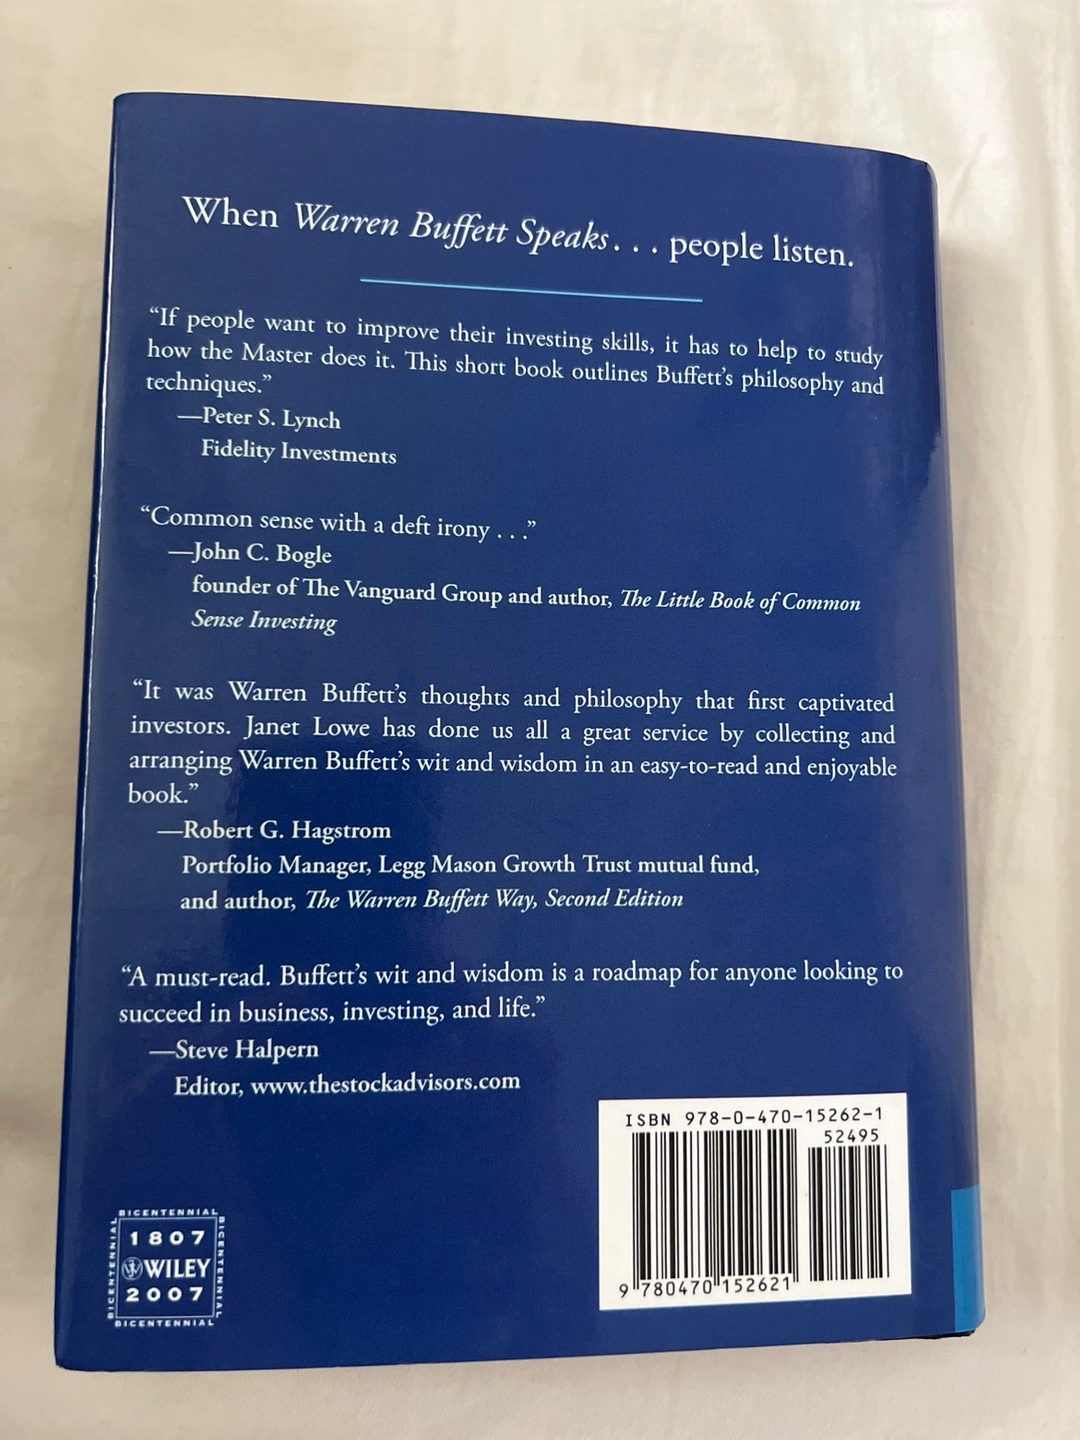 When Warren Buffett Speaks . . . people listen.
“If people want to improve their investing skills, it has to help to study
how the Master does it. This short book outlines Buffett’s philosophy and
techniques.”
—Peter S. Lynch
Fidelity Investments
“Common sense with a deft irony . . .”
—John C. Bogle
founder of The Vanguard Group and author, The Little Book of Common
Sense Investing
“It was Warren Buffett’s thoughts and philosophy that first captivated
investors. Janet Lowe has done us all a great service by collecting and
arranging Warren Buffett’s wit and wisdom in an easy-to-read and enjoyable
book.”
—Robert G. Hagstrom
Portfolio Manager, Legg Mason Growth Trust mutual fund,
and author, The Warren Buffett Way, Second Edition
“A must-read. Buffett’s wit and wisdom is a roadmap for anyone looking to
succeed in business, investing, and life.”
—Steve Halpern
Editor, www.thestockadvisors.com
ISBN 978-0-470-15262-1
52495
9 780470 152621
BICENTENNIAL
BICENTENNIAL
1807
WILEY
2007
BICENTENNIAL
BICENTENNIAL